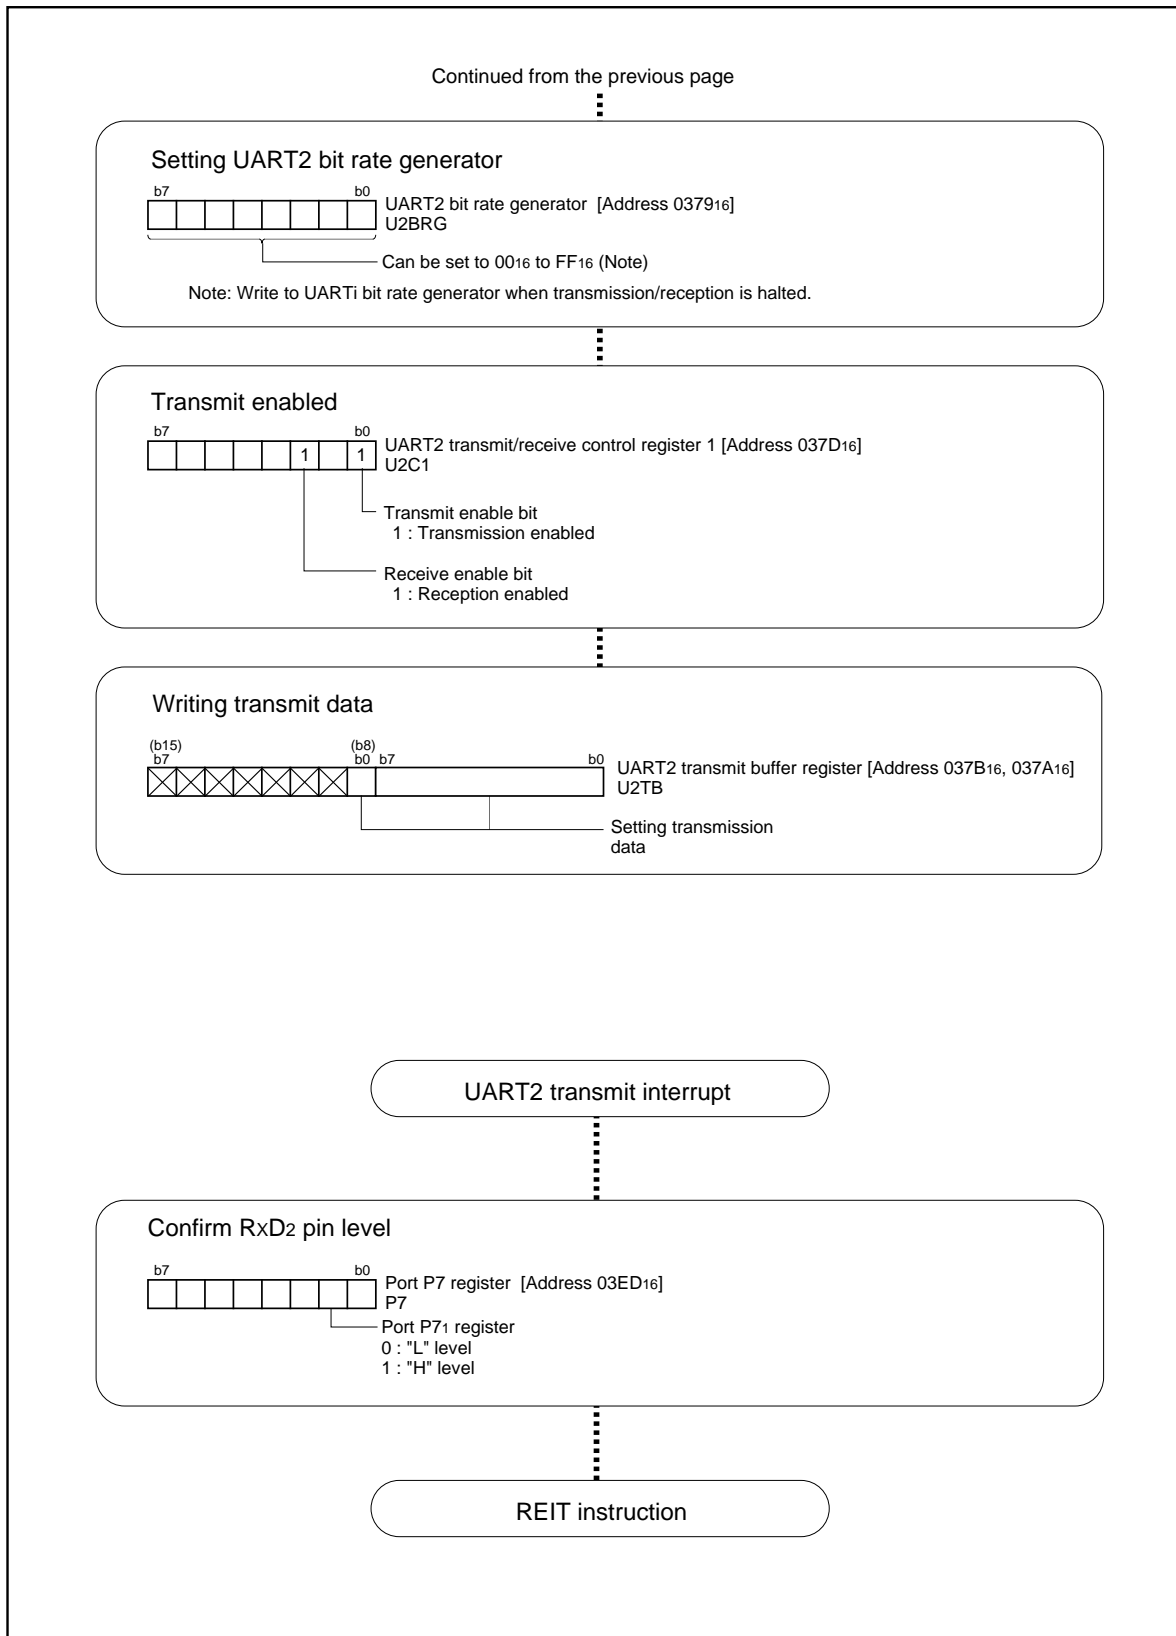 Continued from the previous page
Setting UART2 bit rate generator
b7 b0
UART2 bit rate generator [Address 037916]
U2BRG
Can be set to 0016 to FF16 (Note)
Note: Write to UARTi bit rate generator when transmission/reception is halted.
Transmit enabled
b7 b0
1 1 UART2 transmit/receive control register 1 [Address 037D16]
U2C1
Transmit enable bit
1 : Transmission enabled
Receive enable bit
1 : Reception enabled
Writing transmit data
(b15) (b8)
b7 b0 b7 b0
UART2 transmit buffer register [Address 037B16, 037A16]
U2TB
Setting transmission
data
UART2 transmit interrupt
Confirm RxD2 pin level
b7 b0
Port P7 register [Address 03ED16]
P7
Port P71 register
0 : "L" level
1 : "H" level
REIT instruction